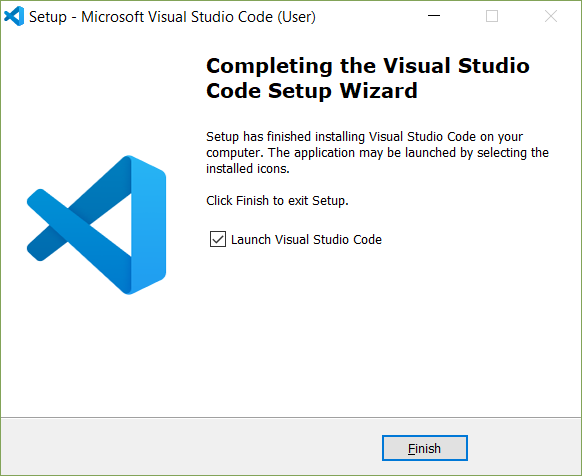 Setup - Microsoft Visual Studio Code (User)
Completing the Visual Studio
Code Setup Wizard
Setup has finished installing Visual Studio Code on your
computer. The application may be launched by selecting the
installed icons.
Click Finish to exit Setup.
Launch Visual Studio Code
Finish